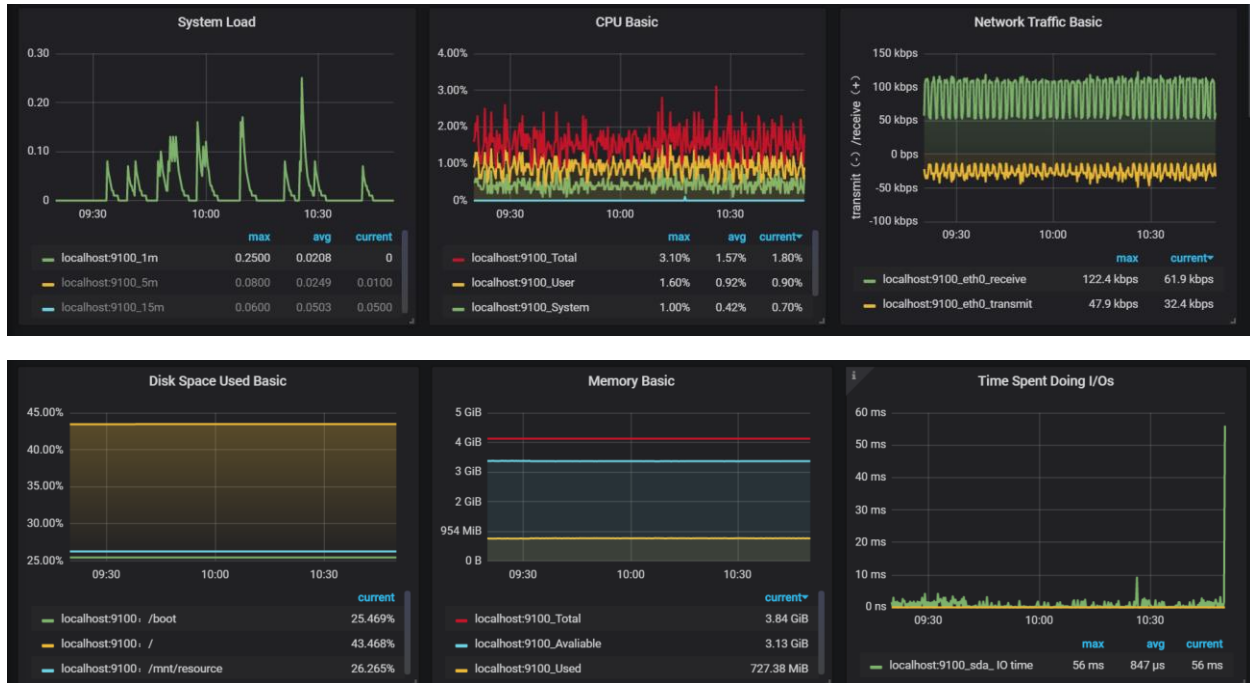 System Load
0.30
0.20
0.10
0
09:30 10:00 10:30
max avg current
localhost:9100_1m 0.2500 0.0208 0
localhost:9100_5m 0.0800 0.0249 0.0100
localhost:9100_15m 0.0600 0.0503 0.0500
CPU Basic
4.00%
3.00%
2.00%
1.00%
0%
09:30 10:00 10:30
max avg current
localhost:9100_Total 3.10% 1.57% 1.80%
localhost:9100_User 1.60% 0.92% 0.90%
localhost:9100_System 1.00% 0.42% 0.70%
Network Traffic Basic
transmit (-) /receive (+)
150 kbps
100 kbps
50 kbps
0 bps
-50 kbps
-100 kbps
09:30 10:00 10:30
max current
localhost:9100_eth0_receive 122.4 kbps 61.9 kbps
localhost:9100_eth0_transmit 47.9 kbps 32.4 kbps
Disk Space Used Basic
45.00%
40.00%
35.00%
30.00%
25.00%
09:30 10:00 10:30
current
localhost:9100：/boot 25.469%
localhost:9100：/ 43.468%
localhost:9100：/mnt/resource 26.265%
Memory Basic
5 GiB
4 GiB
3 GiB
2 GiB
954 MiB
0 B
09:30 10:00 10:30
current
localhost:9100_Total 3.84 GiB
localhost:9100_Avaliable 3.13 GiB
localhost:9100_Used 727.38 MiB
i
Time Spent Doing I/Os
60 ms
50 ms
40 ms
30 ms
20 ms
10 ms
0 ns
09:30 10:00 10:30
max avg current
localhost:9100_sda_ IO time 56 ms 847 µs 56 ms